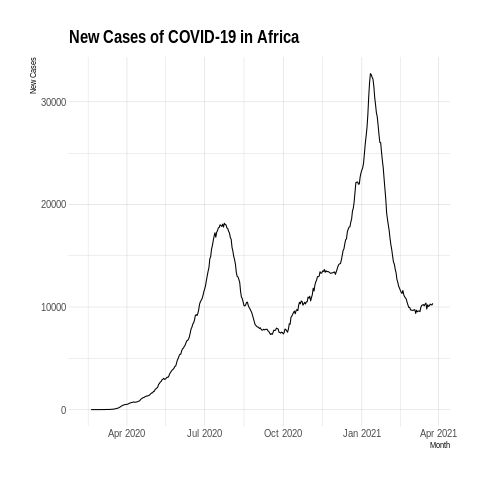 New Cases of COVID-19 in Africa
New Cases
30000
20000
10000
0
Apr 2020 Jul 2020 Oct 2020 Jan 2021 Apr 2021
Month